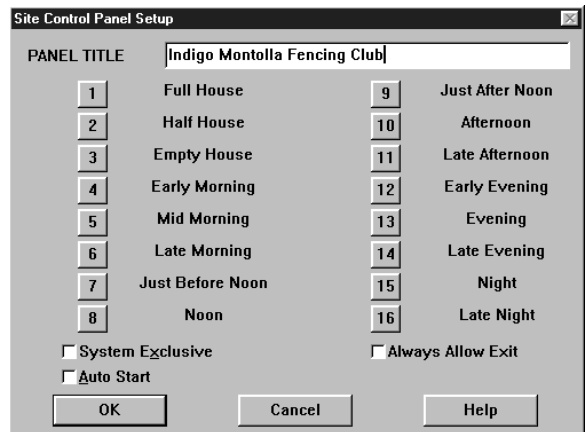 Site Control Panel Setup
PANEL TITLE Indigo Montolla Fencing Club
1 Full House
2 Half House
3 Empty House
4 Early Morning
5 Mid Morning
6 Late Morning
7 Just Before Noon
8 Noon
9 Just After Noon
10 Afternoon
11 Late Afternoon
12 Early Evening
13 Evening
14 Late Evening
15 Night
16 Late Night
System Exclusive
Always Allow Exit
Auto Start
OK Cancel Help